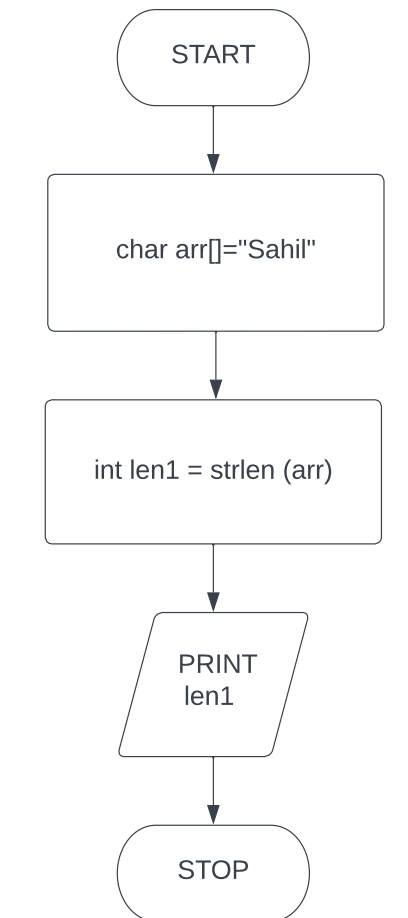 START
char arr[]="Sahil"
int len1 = strlen (arr)
PRINT
len1
STOP